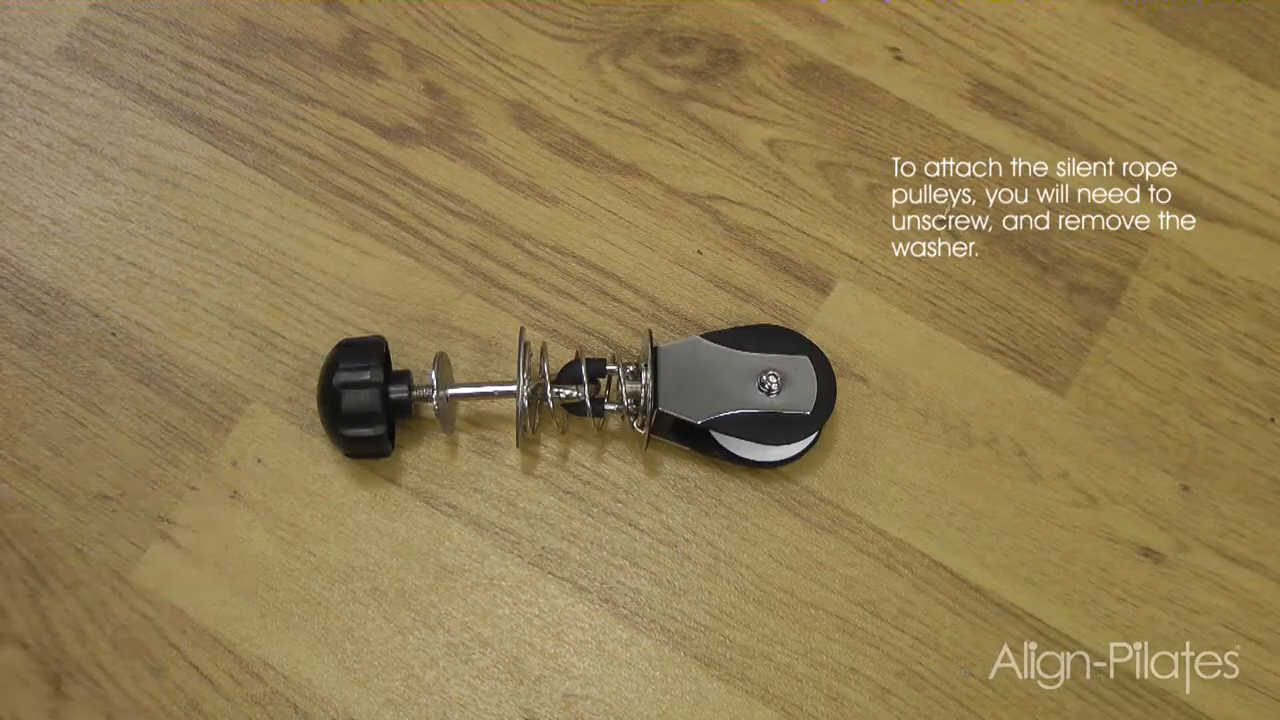 To attach the silent rope
pulleys, you will need to
unscrew, and remove the
washer.
Align-Pilates